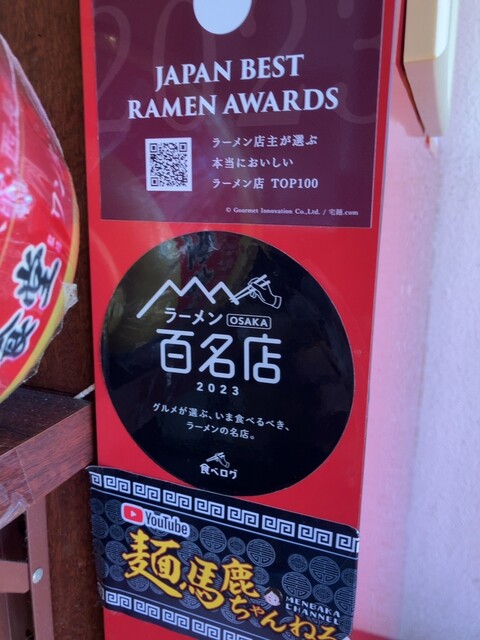 2023
JAPAN BEST
RAMEN AWARDS
ラーメン店主が選ぶ
本当においしい
ラーメン店 TOP100
© Gourmet Innovation Co.,Ltd. / 宅麺.com
ラーメン OSAKA
百名店
2023
グルメが選ぶ、いま食べるべき、
ラーメンの名店。
食べログ
YouTube
麺馬鹿
ちゃんねる
MENBAKA
CHANNEL